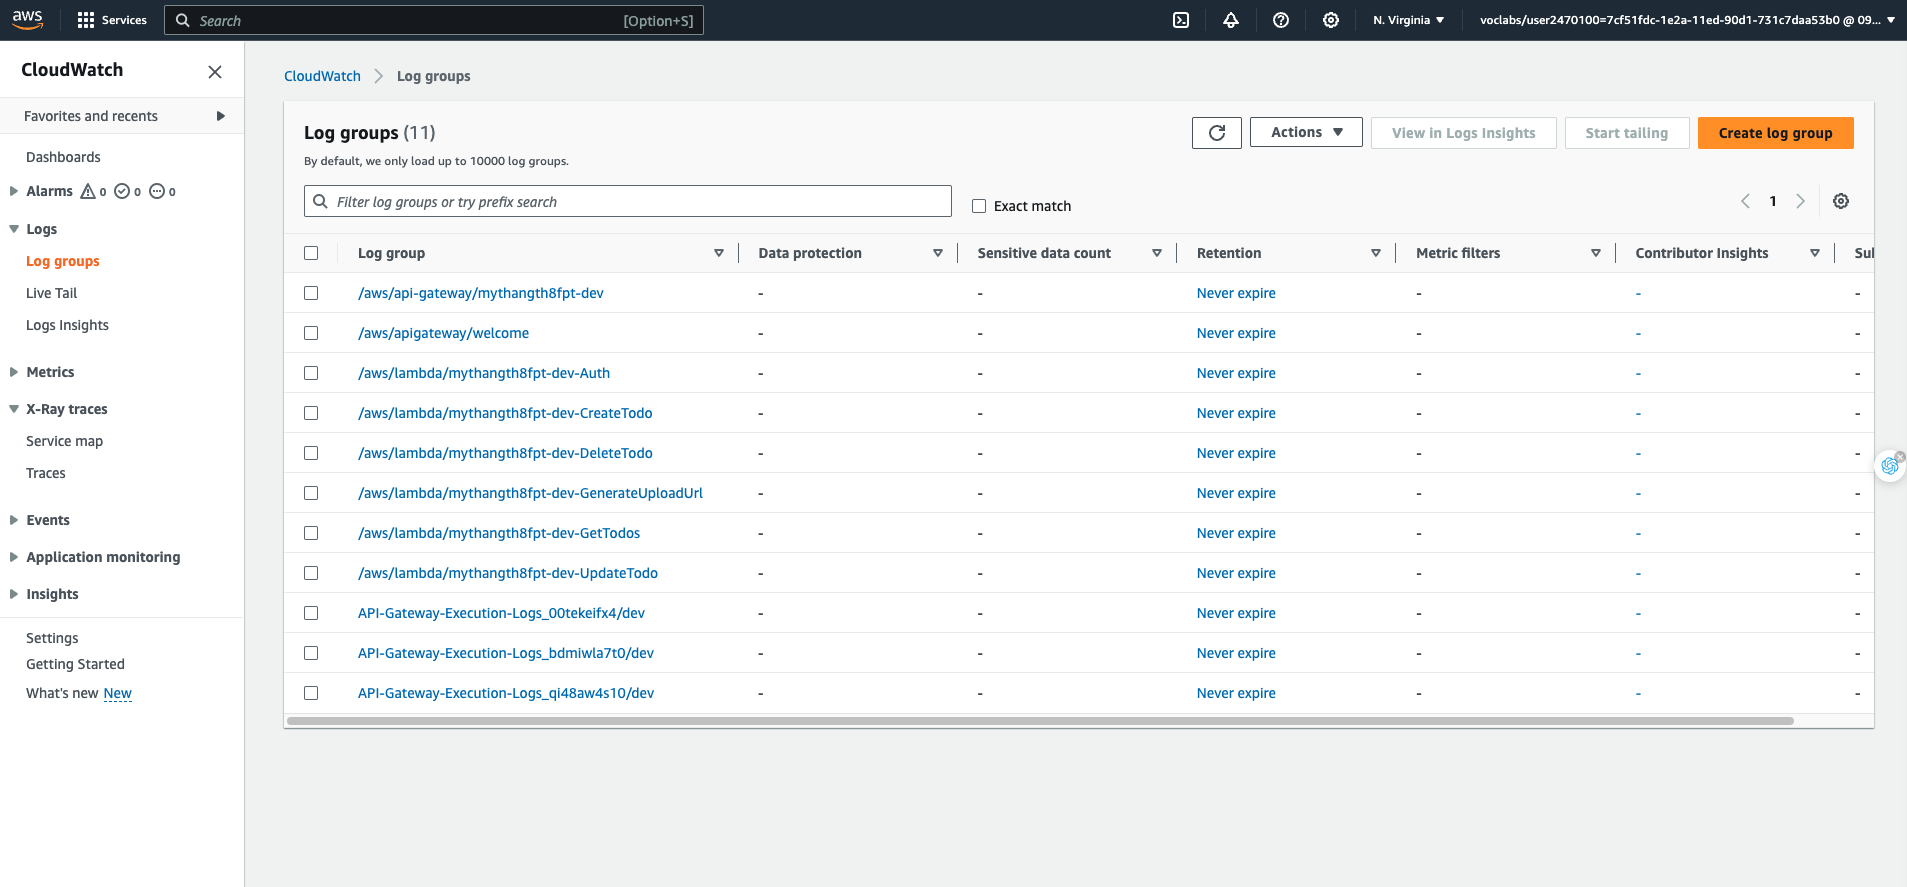 aws
Services
Search
[Option+S]
N. Virginia
voclabs/user2470100=7cf51fdc-1e2a-11ed-90d1-731c7daa53b0 @ 09...
CloudWatch
Favorites and recents
Dashboards
Alarms 0 0 0
Logs
Log groups
Live Tail
Logs Insights
Metrics
X-Ray traces
Service map
Traces
Events
Application monitoring
Insights
Settings
Getting Started
What's new New
CloudWatch Log groups
Log groups (11)
By default, we only load up to 10000 log groups.
Actions
View in Logs Insights
Start tailing
Create log group
Filter log groups or try prefix search
Exact match
1
Log group Data protection Sensitive data count Retention Metric filters Contributor Insights Sul
/aws/api-gateway/mythangth8fpt-dev - - Never expire - - -
/aws/apigateway/welcome - - Never expire - - -
/aws/lambda/mythangth8fpt-dev-Auth - - Never expire - - -
/aws/lambda/mythangth8fpt-dev-CreateTodo - - Never expire - - -
/aws/lambda/mythangth8fpt-dev-DeleteTodo - - Never expire - - -
/aws/lambda/mythangth8fpt-dev-GenerateUploadUrl - - Never expire - - -
/aws/lambda/mythangth8fpt-dev-GetTodos - - Never expire - - -
/aws/lambda/mythangth8fpt-dev-UpdateTodo - - Never expire - - -
API-Gateway-Execution-Logs_00tekeifx4/dev - - Never expire - - -
API-Gateway-Execution-Logs_bdmiwla7t0/dev - - Never expire - - -
API-Gateway-Execution-Logs_qi48aw4s10/dev - - Never expire - - -